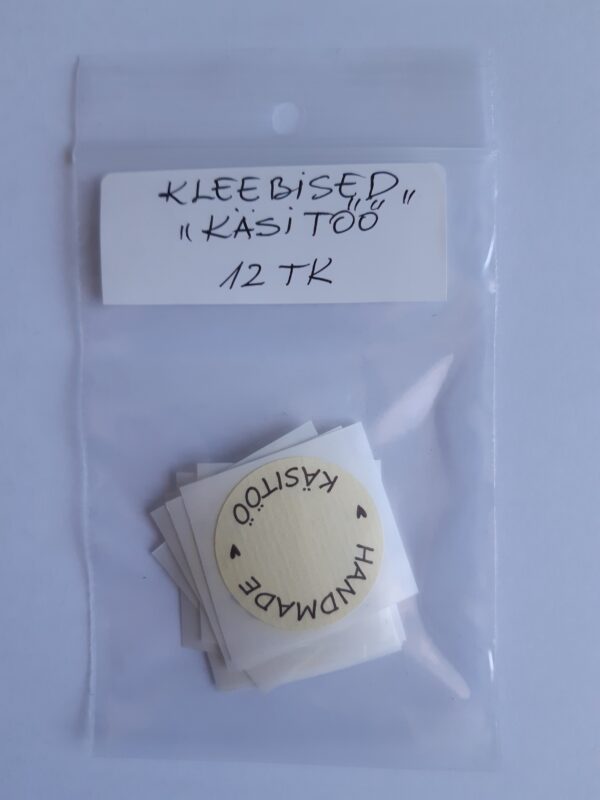 KLEEBISED
"KÄSITÖÖ"
12 TK
KÄSITÖÖ
HANDMADE